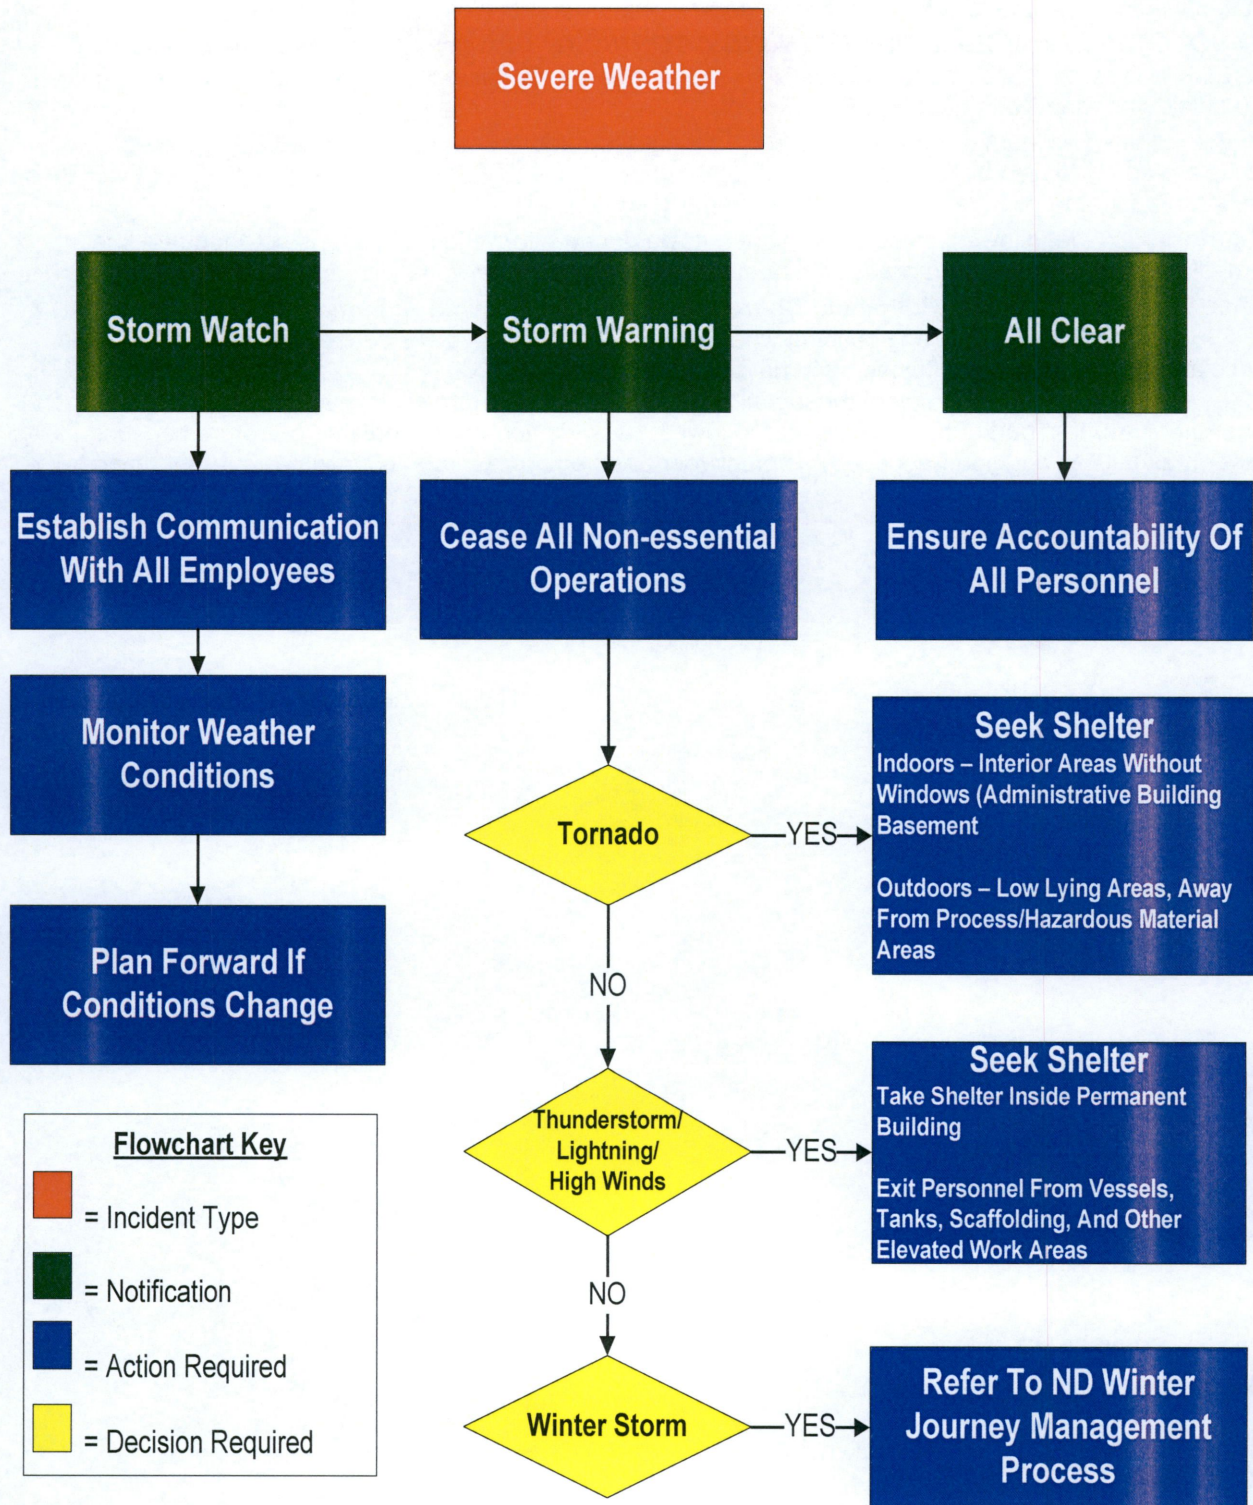 Severe Weather
Storm Watch
Storm Warning
All Clear
Establish Communication
With All Employees
Cease All Non-essential
Operations
Ensure Accountability Of
All Personnel
Monitor Weather
Conditions
Plan Forward If
Conditions Change
Tornado
YES
Seek Shelter
Indoors – Interior Areas Without
Windows (Administrative Building
Basement
Outdoors – Low Lying Areas, Away
From Process/Hazardous Material
Areas
NO
Thunderstorm/
Lightning/
High Winds
YES
Seek Shelter
Take Shelter Inside Permanent
Building
Exit Personnel From Vessels,
Tanks, Scaffolding, And Other
Elevated Work Areas
NO
Winter Storm
YES
Refer To ND Winter
Journey Management
Process
Flowchart Key
= Incident Type
= Notification
= Action Required
= Decision Required